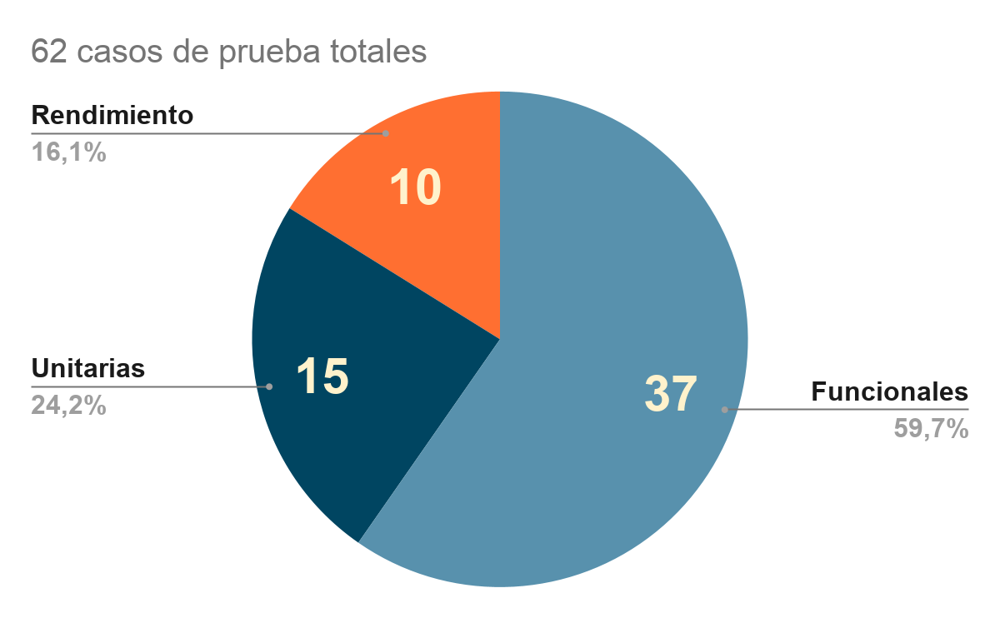 62 casos de prueba totales
Rendimiento
16,1%
10
Unitarias
24,2%
15
37
Funcionales
59,7%